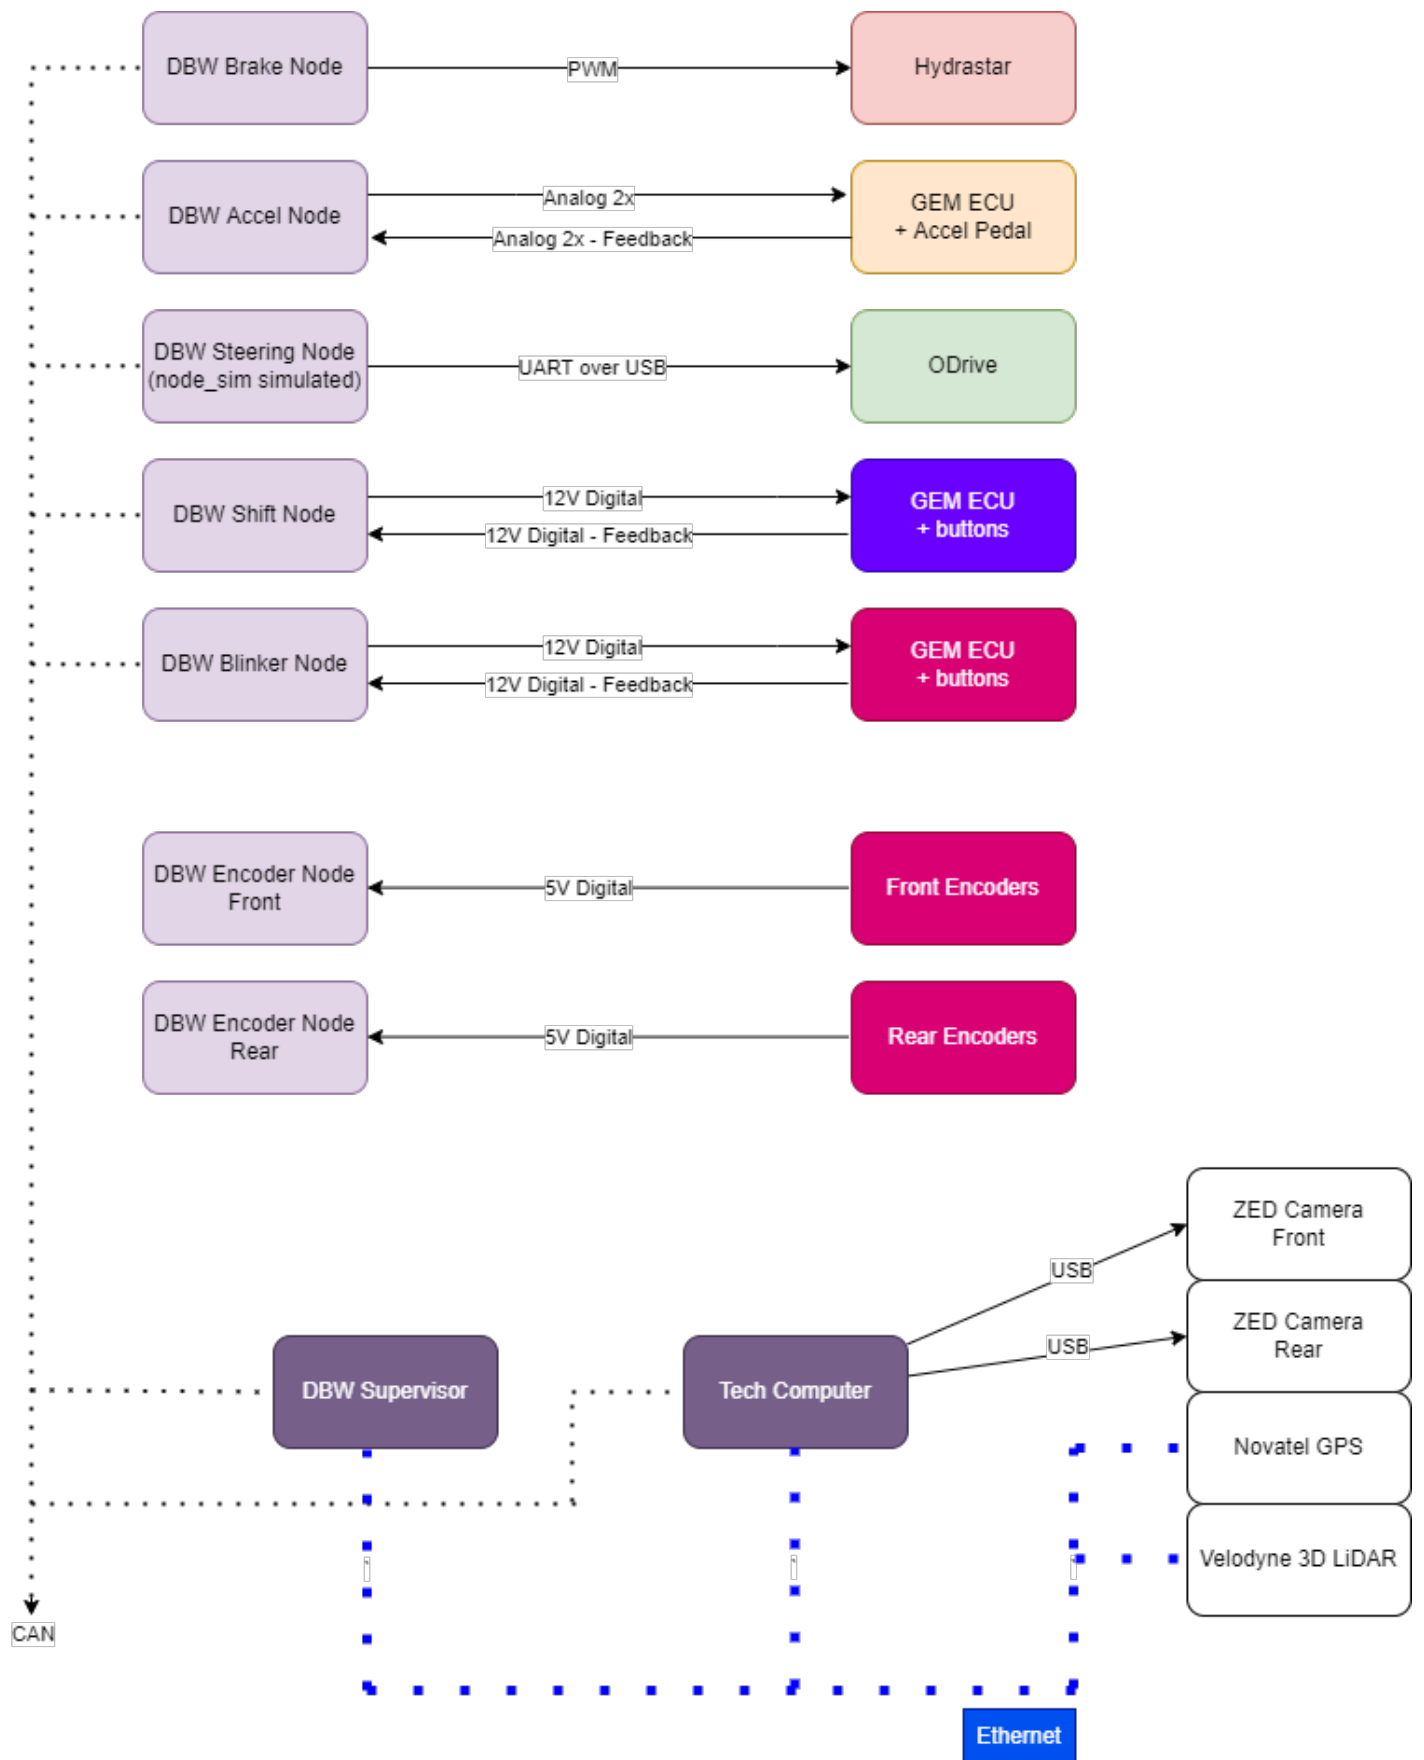 DBW Brake Node
PWM
Hydrastar
DBW Accel Node
Analog 2x
Analog 2x - Feedback
GEM ECU
+ Accel Pedal
DBW Steering Node
(node_sim simulated)
UART over USB
ODrive
DBW Shift Node
12V Digital
12V Digital - Feedback
GEM ECU
+ buttons
DBW Blinker Node
12V Digital
12V Digital - Feedback
GEM ECU
+ buttons
DBW Encoder Node
Front
5V Digital
Front Encoders
DBW Encoder Node
Rear
5V Digital
Rear Encoders
ZED Camera
Front
USB
ZED Camera
Rear
USB
DBW Supervisor
Tech Computer
Novatel GPS
Velodyne 3D LiDAR
CAN
Ethernet